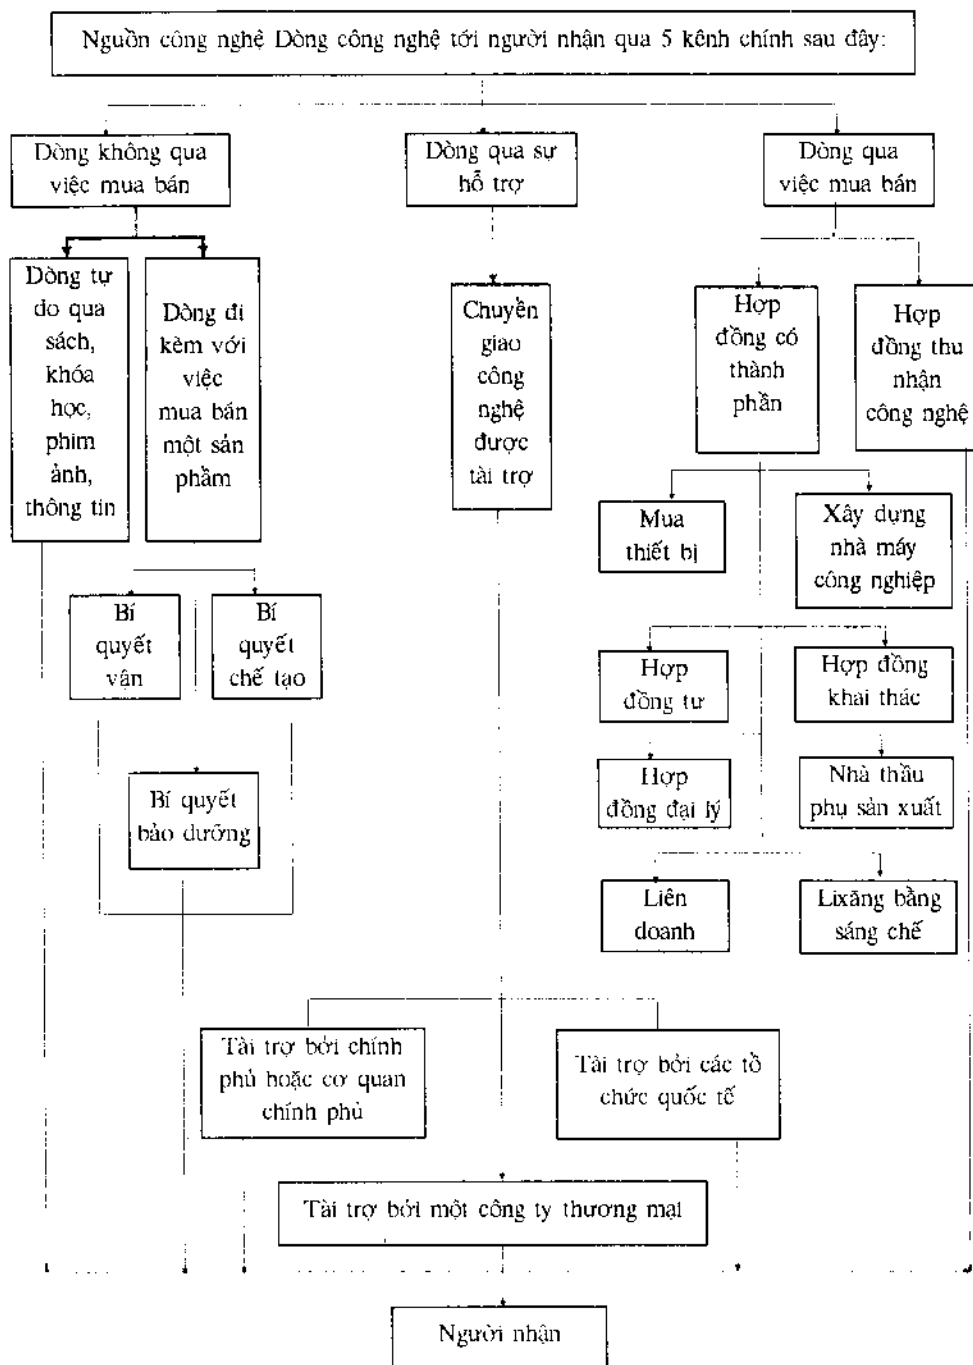 Nguồn công nghệ Dòng công nghệ tới người nhận qua 5 kênh chính sau đây:
Dòng không qua
việc mua bán
Dòng qua sự
hỗ trợ
Dòng qua
việc mua bán
Dòng tự
do qua
sách,
khóa
học,
phim
ảnh,
thông tin
Dòng đi
kèm với
việc
mua bán
một sản
phẩm
Chuyển
giao
công
nghệ
được
tài trợ
Hợp
đồng có
thành
phần
Hợp
đồng thu
nhận
công nghệ
Mua
thiết bị
Xây dựng
nhà máy
công nghiệp
Bí
quyết
vận
Bí
quyết
chế tạo
Hợp
đồng tư
Hợp đồng
khai thác
Bí quyết
bảo dưỡng
Hợp
đồng đại lý
Nhà thầu
phụ sản xuất
Liên
doanh
Lixăng bằng
sáng chế
Tài trợ bởi chính
phủ hoặc cơ quan
chính phủ
Tài trợ bởi các tổ
chức quốc tế
Tài trợ bởi một công ty thương mại
Người nhận